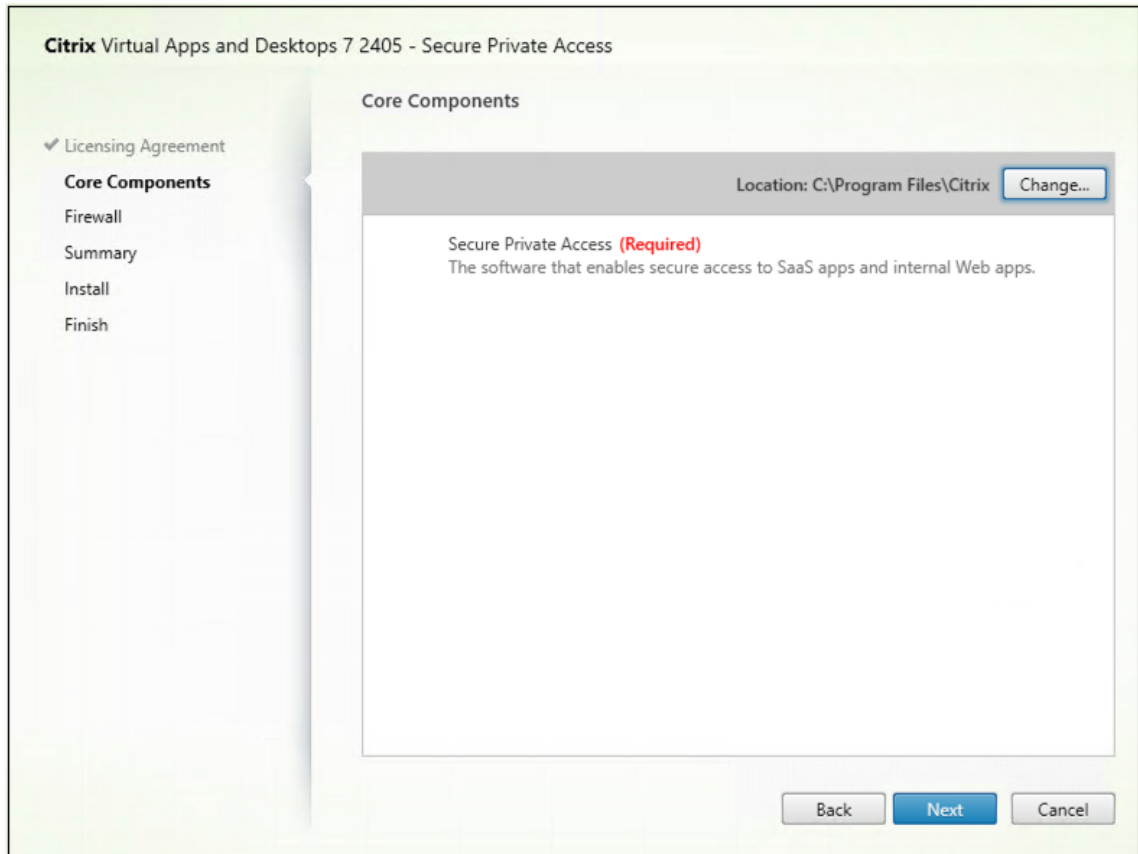 Citrix Virtual Apps and Desktops 7 2405 - Secure Private Access
Core Components
Licensing Agreement
Core Components
Firewall
Summary
Install
Finish
Location: C:\Program Files\Citrix
Change...
Secure Private Access (Required)
The software that enables secure access to SaaS apps and internal Web apps.
Back
Next
Cancel